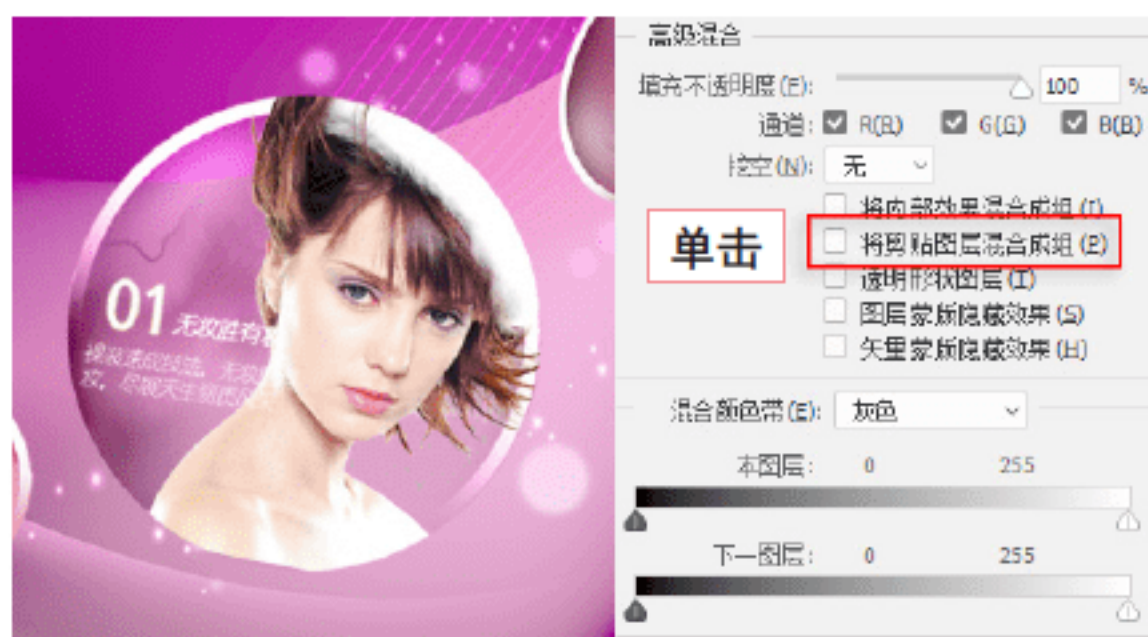 01 无妆胜有
高级混合
填充不透明度(F): 100 %
通道: R(R) G(G) B(B)
挖空(N): 无
将内部效果混合成组(I)
单击
将剪贴图层混合成组(P)
透明形状图层(T)
图层蒙版隐藏效果(S)
矢量蒙版隐藏效果(H)
混合颜色带(E): 灰色
本图层: 0 255
下一图层: 0 255